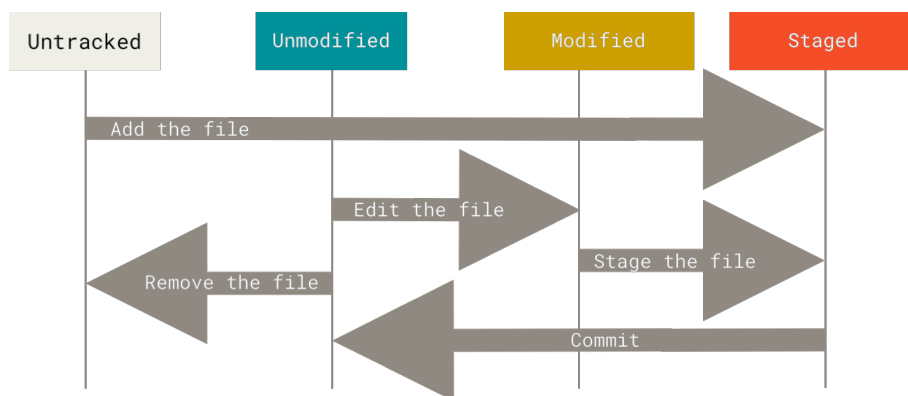 Untracked
Unmodified
Modified
Staged
Add the file
Edit the file
Stage the file
Remove the file
Commit